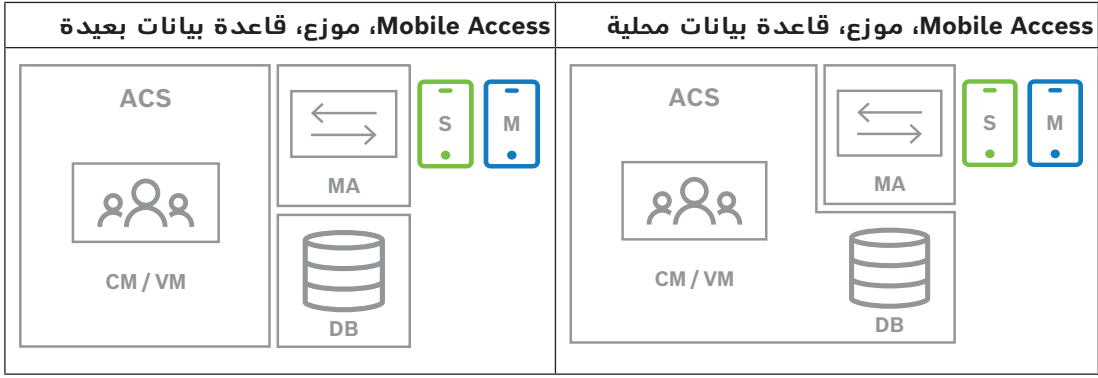 Mobile Access، موزع، قاعدة بيانات محلية
ACS
S
M
MA
CM / VM
DB
Mobile Access، موزع، قاعدة بيانات بعيدة
ACS
S
M
MA
CM / VM
DB